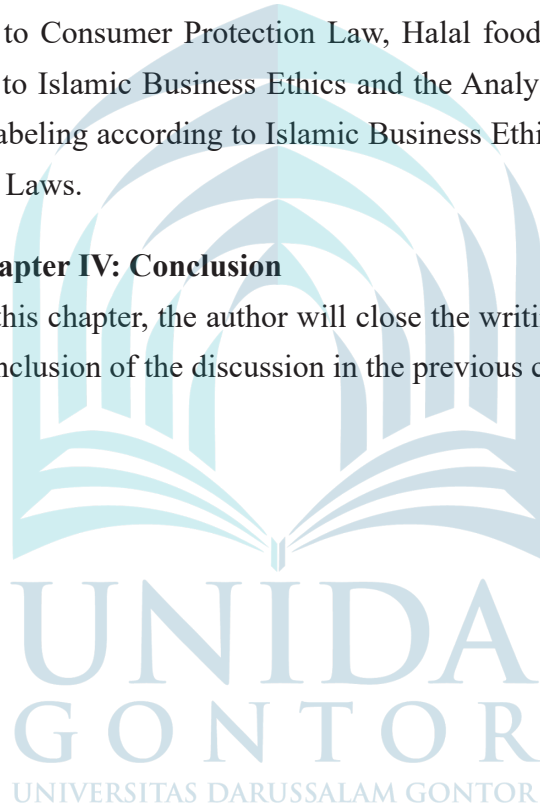 to Consumer Protection Law, Halal food
to Islamic Business Ethics and the Analy
abeling according to Islamic Business Ethi
Laws.
apter IV: Conclusion
this chapter, the author will close the writi
nclusion of the discussion in the previous c
UNIDA
GONTOR
UNIVERSITAS DARUSSALAM GONTOR